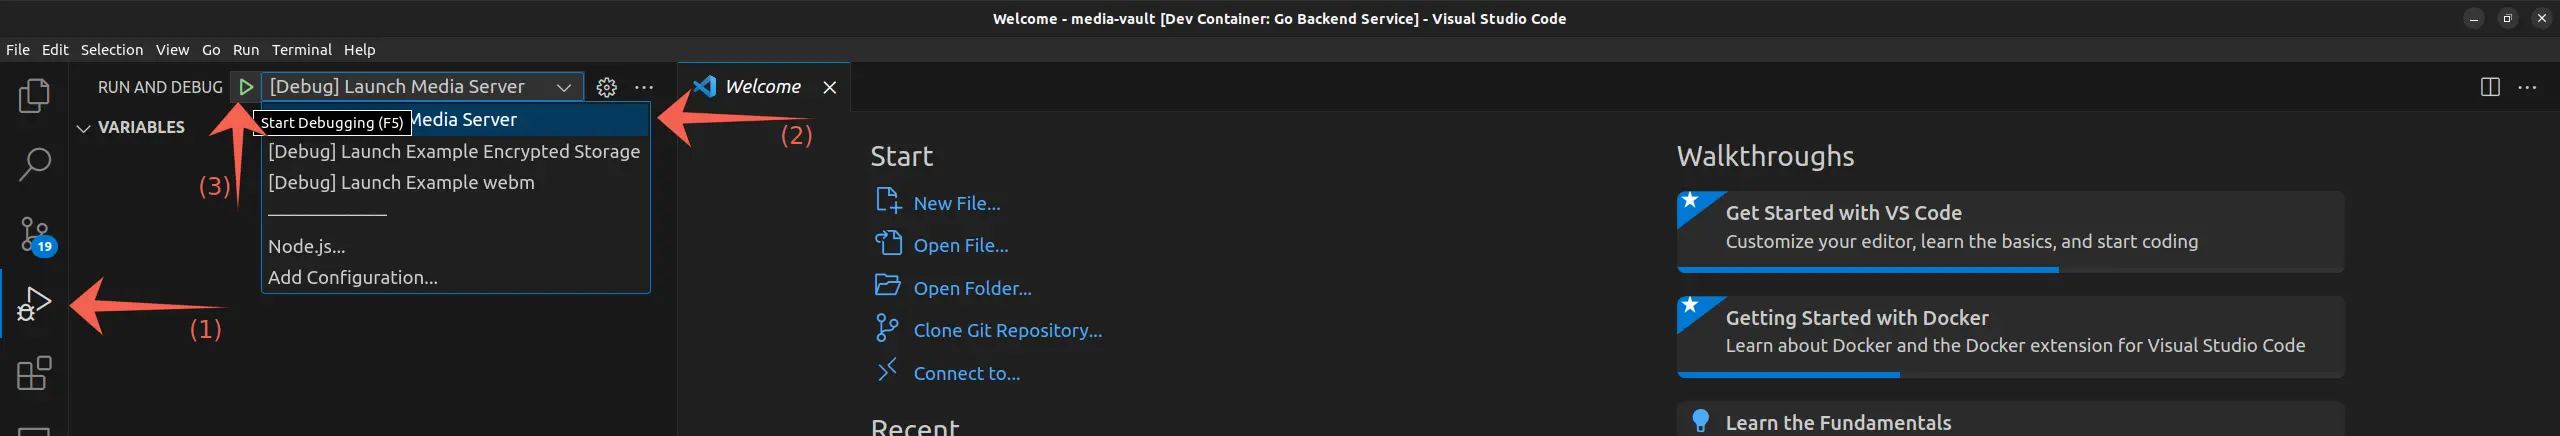 Welcome - media-vault [Dev Container: Go Backend Service] - Visual Studio Code
File Edit Selection View Go Run Terminal Help
RUN AND DEBUG
[Debug] Launch Media Server
Welcome
Start Debugging (F5)
Media Server
VARIABLES
(2)
[Debug] Launch Example Encrypted Storage
[Debug] Launch Example webm
(3)
Node.js...
Add Configuration...
19
(1)
Start
New File...
Open File...
Open Folder...
Clone Git Repository...
Connect to...
Recent
Walkthroughs
Get Started with VS Code
Customize your editor, learn the basics, and start coding
Getting Started with Docker
Learn about Docker and the Docker extension for Visual Studio Code
Learn the Fundamentals